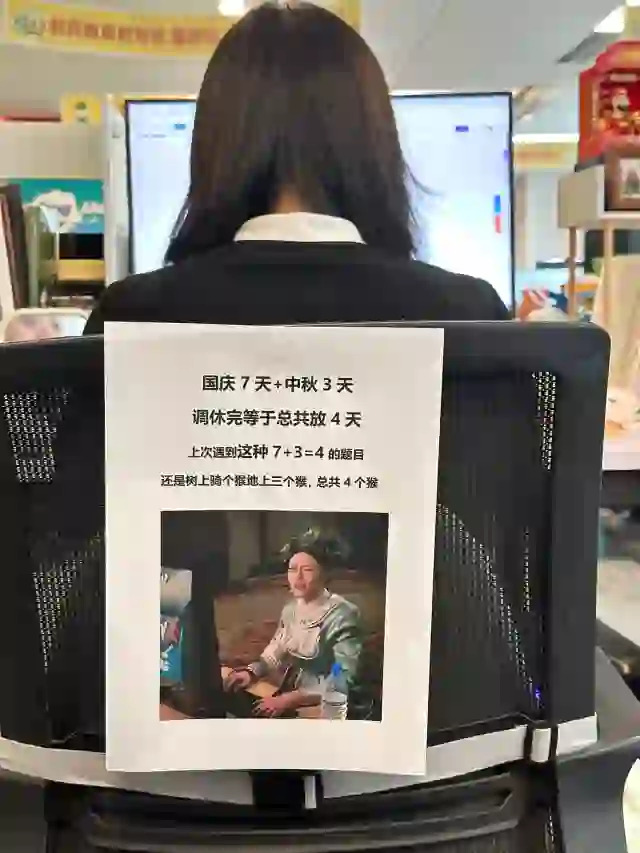 国庆 7 天+中秋 3 天
调休完等于总共放 4 天
上次遇到这种 7+3=4 的题目
还是树上骑个猴地上三个猴，总共 4 个猴